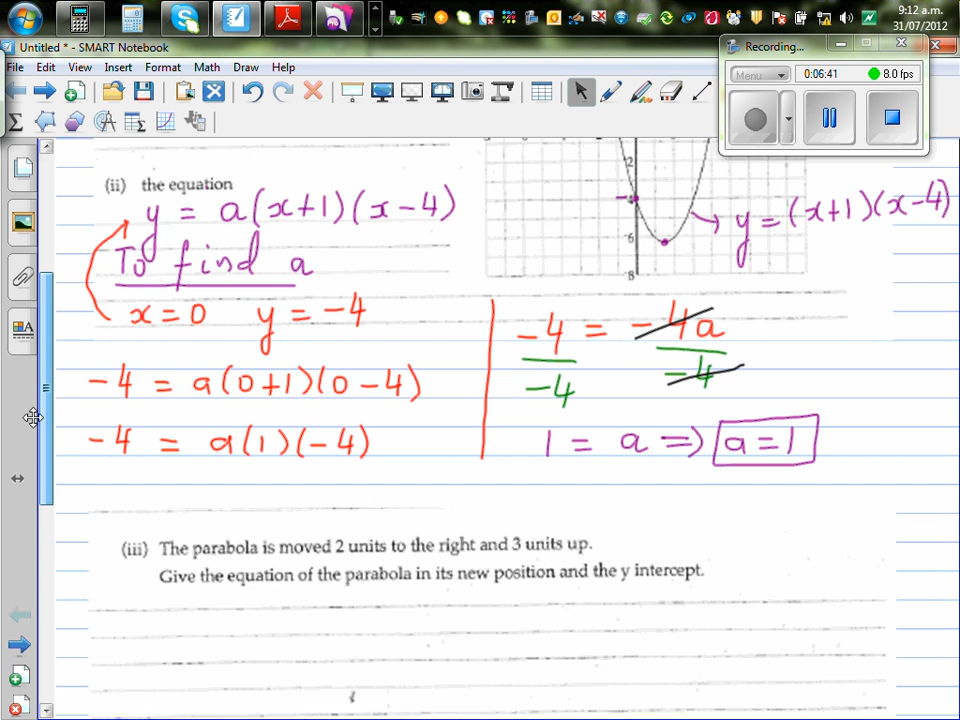 9:12 a.m.
31/07/2012
Untitled * - SMART Notebook
Recording...
File Edit View Insert Format Math Draw Help
Menu 0:06:41 8.0 fps
(ii) the equation
y = a(x+1)(x-4)
To find a
x=0 y=-4
-4 = a(0+1)(0-4)
-4 = a(1)(-4)
2
-4
-6
8
y=(x+1)(x-4)
-4 = -4a
-4 -4
1 = a => a=1
(iii) The parabola is moved 2 units to the right and 3 units up.
Give the equation of the parabola in its new position and the y intercept.